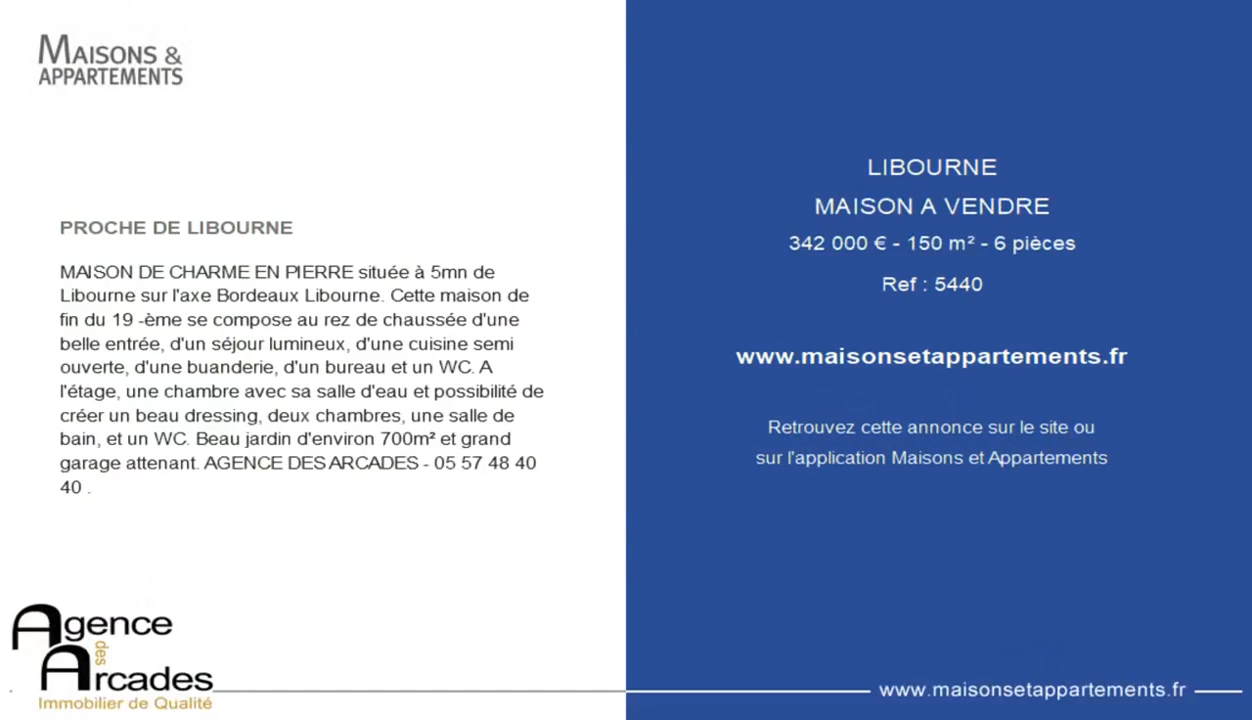 MAISONS &
APPARTEMENTS
PROCHE DE LIBOURNE
MAISON DE CHARME EN PIERRE située à 5mn de
Libourne sur l'axe Bordeaux Libourne. Cette maison de
fin du 19 -ème se compose au rez de chaussée d'une
belle entrée, d'un séjour lumineux, d'une cuisine semi
ouverte, d'une buanderie, d'un bureau et un WC. A
l'étage, une chambre avec sa salle d'eau et possibilité de
créer un beau dressing, deux chambres, une salle de
bain, et un WC. Beau jardin d'environ 700m² et grand
garage attenant. AGENCE DES ARCADES - 05 57 48 40
40 .
Agence
des
Arcades
Immobilier de Qualité
LIBOURNE
MAISON A VENDRE
342 000 € - 150 m² - 6 pièces
Ref : 5440
www.maisonsetappartements.fr
Retrouvez cette annonce sur le site ou
sur l'application Maisons et Appartements
www.maisonsetappartements.fr